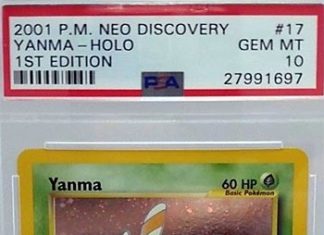 2001 P.M. NEO DISCOVERY #17
YANMA - HOLO GEM MT
1ST EDITION 10
PSA 27991697
Yanma 60 HP
Basic Pokémon